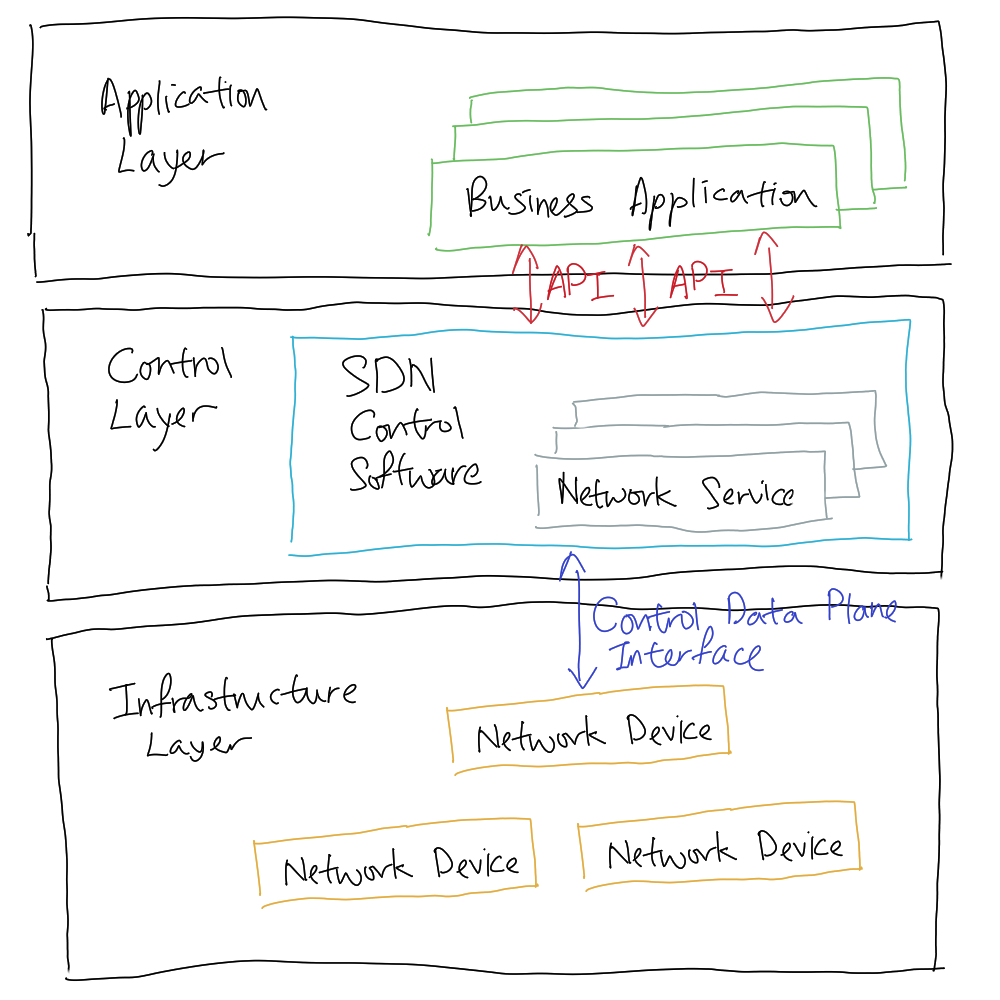 Application
Layer
Business Application
API API
Control
Layer
SDN
Control
Software
Network Service
Control Data Plane
Interface
Infrastructure
Layer
Network Device
Network Device
Network Device